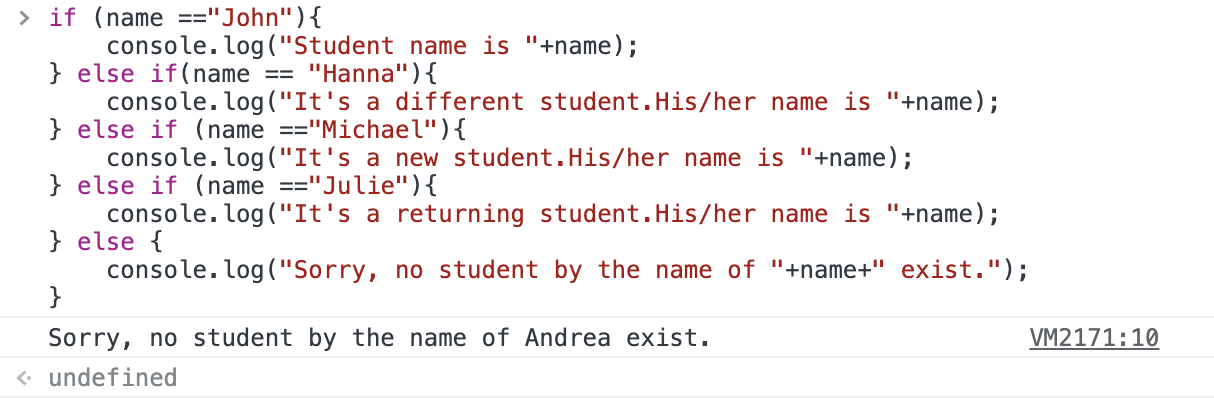 > if (name =="John"){
    console.log("Student name is "+name);
} else if(name == "Hanna"){
    console.log("It's a different student.His/her name is "+name);
} else if (name =="Michael"){
    console.log("It's a new student.His/her name is "+name);
} else if (name =="Julie"){
    console.log("It's a returning student.His/her name is "+name);
} else {
    console.log("Sorry, no student by the name of "+name+" exist.");
}
Sorry, no student by the name of Andrea exist. VM2171:10
undefined